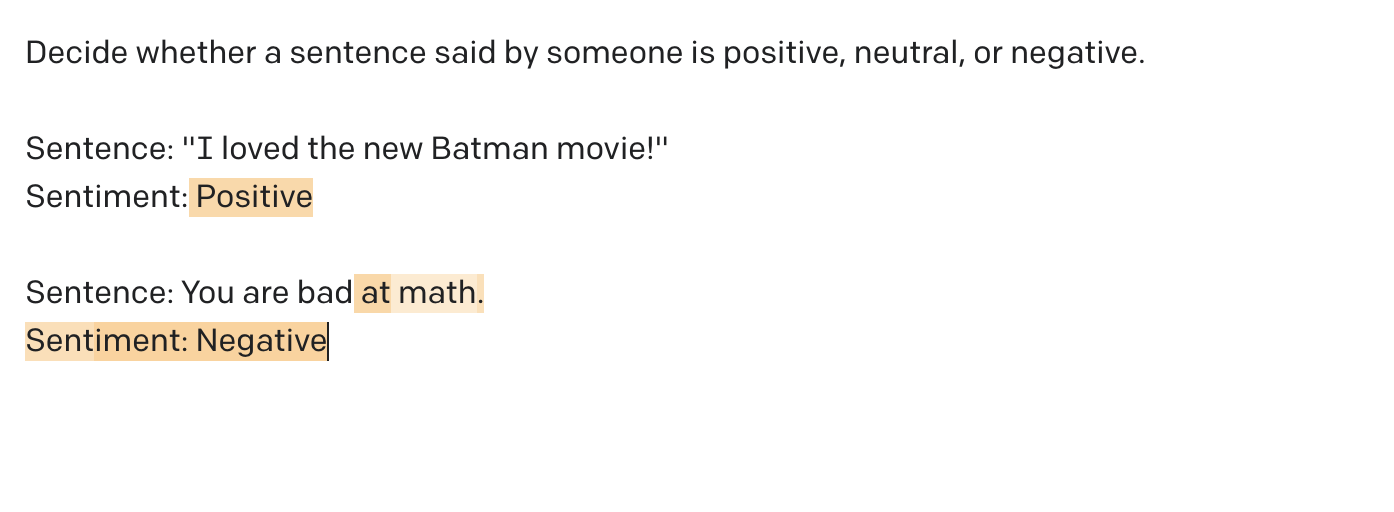 Decide whether a sentence said by someone is positive, neutral, or negative.
Sentence: "I loved the new Batman movie!"
Sentiment: Positive
Sentence: You are bad at math.
Sentiment: Negative